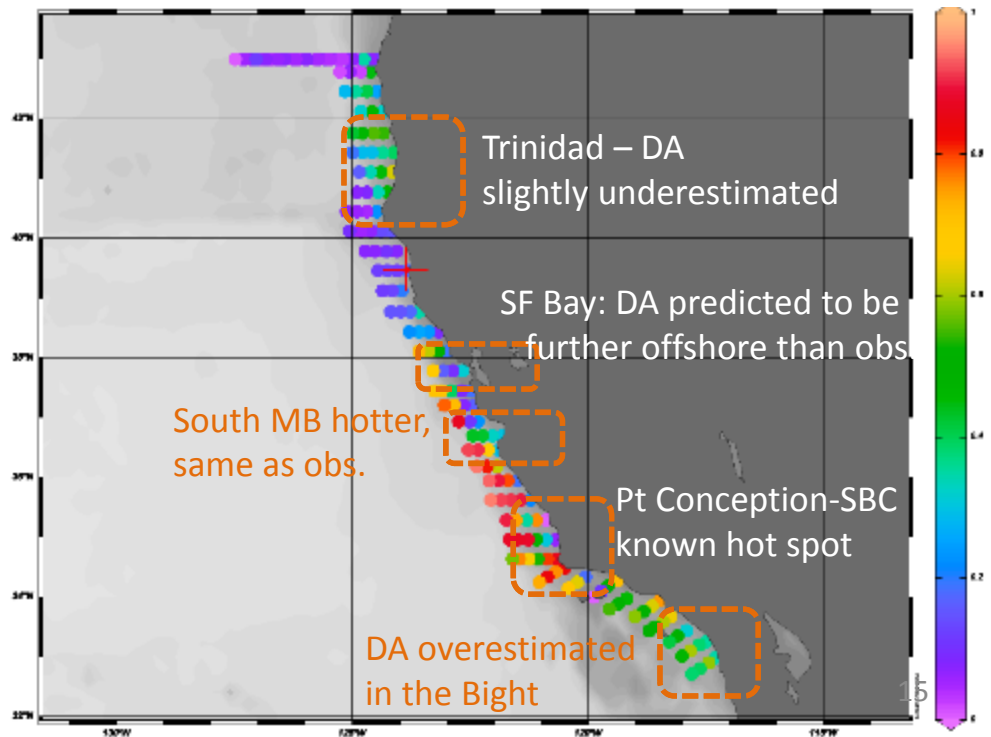 1
Trinidad – DA
slightly underestimated
SF Bay: DA predicted to be
further offshore than obs
South MB hotter,
same as obs.
Pt Conception-SBC
known hot spot
DA overestimated
in the Bight
15